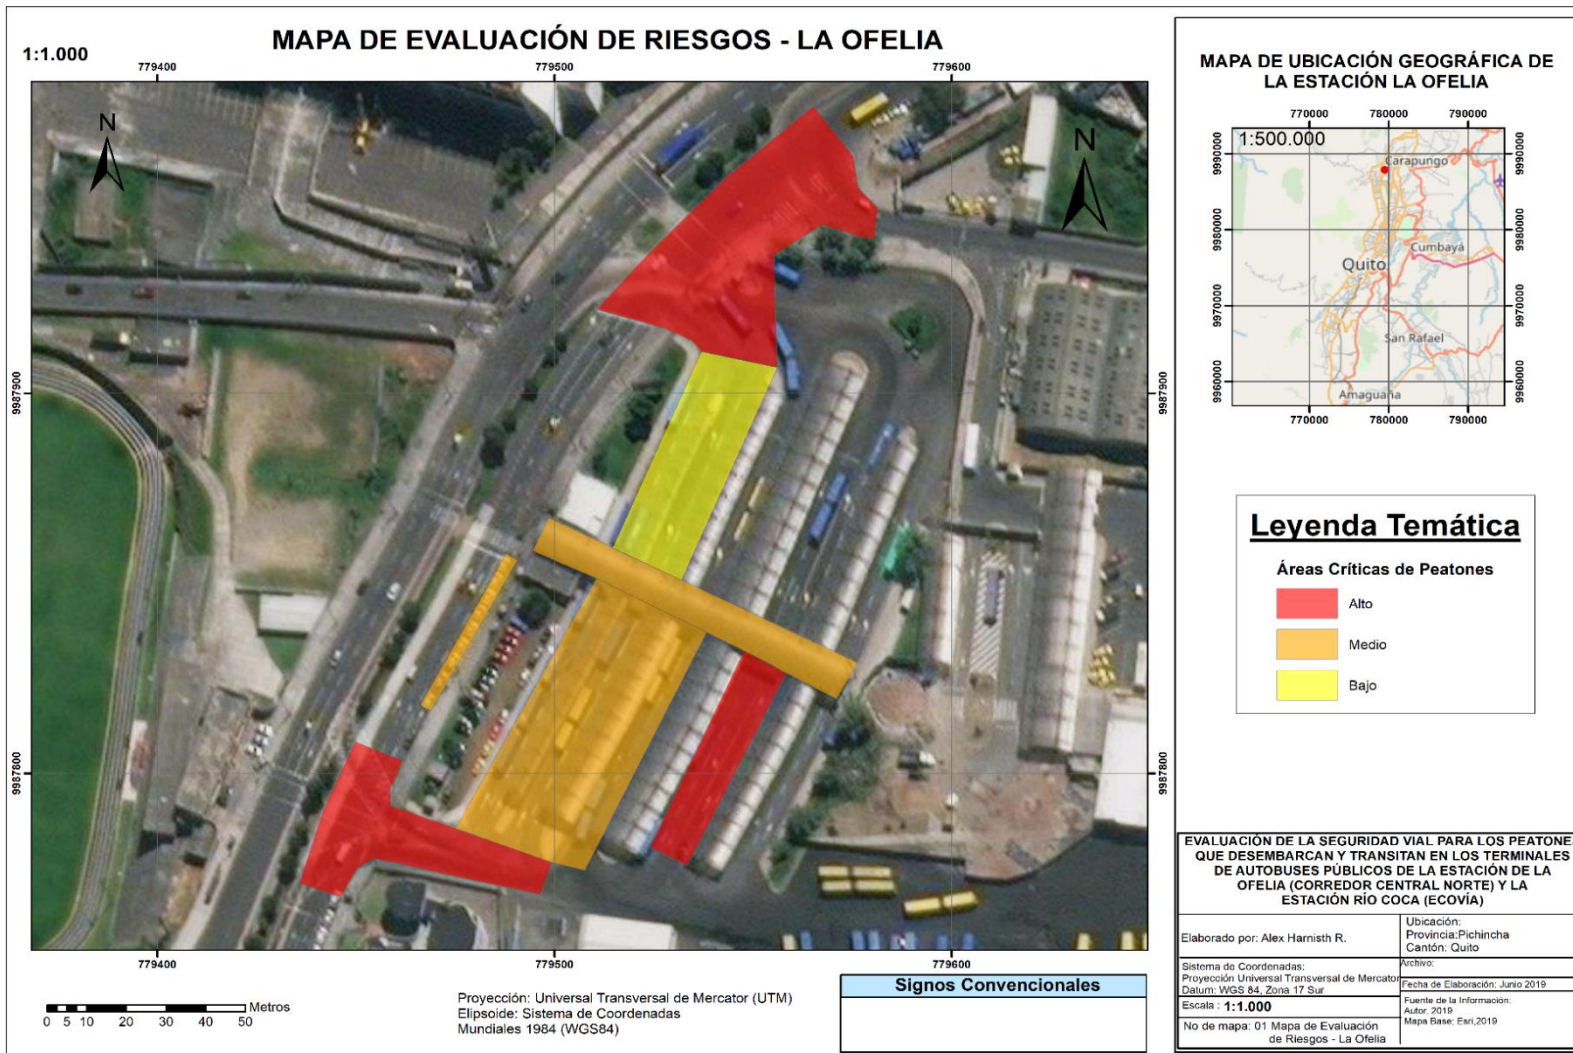 MAPA DE EVALUACIÓN DE RIESGOS - LA OFELIA
1:1.000
779400
779500
779600
N
N
9987900
9987900
9987800
9987800
779400
779500
779600
Metros
0 5 10 20 30 40 50
Proyección: Universal Transversal de Mercator (UTM)
Elipsoide: Sistema de Coordenadas
Mundiales 1984 (WGS84)
Signos Convencionales
MAPA DE UBICACIÓN GEOGRÁFICA DE
LA ESTACIÓN LA OFELIA
770000
780000
790000
1:500.000
9990000
9990000
9980000
9980000
9970000
9970000
9960000
9960000
Carapungo
Cumbaya
Quito
San Rafael
Amaguaña
770000
780000
790000
Leyenda Temática
Áreas Críticas de Peatones
Alto
Medio
Bajo
EVALUACIÓN DE LA SEGURIDAD VIAL PARA LOS PEATONE
QUE DESEMBARCAN Y TRANSITAN EN LOS TERMINALES
DE AUTOBUSES PÚBLICOS DE LA ESTACIÓN DE LA
OFELIA (CORREDOR CENTRAL NORTE) Y LA
ESTACIÓN RÍO COCA (ECOVÍA)
Elaborado por: Alex Harnisth R.
Ubicación:
Provincia:Pichincha
Cantón: Quito
Sistema de Coordenadas:
Proyección Universal Transversal de Mercator
Datum: WGS 84, Zona 17 Sur
Archivo:
Fecha de Elaboración: Junio 2019
Escala : 1:1.000
Fuente de la Información:
Autor, 2019
Mapa Base: Esri,2019
No de mapa: 01 Mapa de Evaluación
de Riesgos - La Ofelia